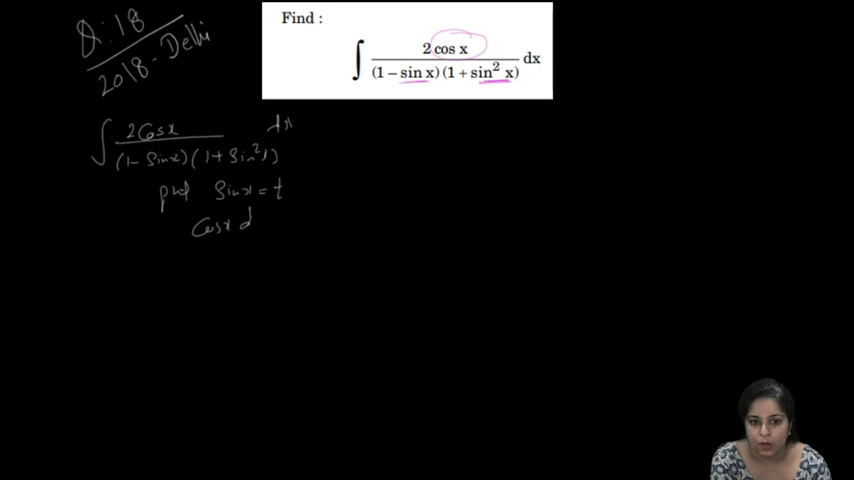 Q: 18
2018 - Delhi
Find :
∫ 2 cos x / (1 – sin x) (1 + sin² x) dx
∫ 2Cosx / (1 - Sinx) (1 + Sin²x) dx
put Sinx = t
Cosx d